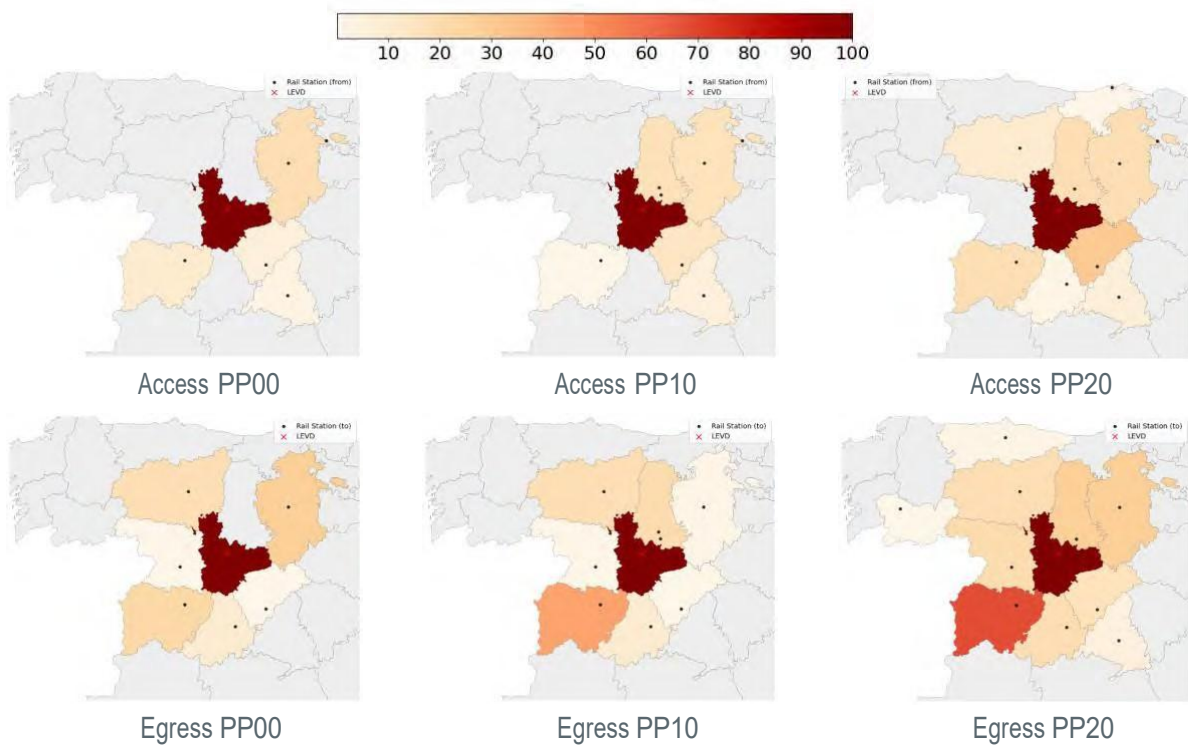 10 20 30 40 50 60 70 80 90 100
Rail Station (from)
LEVD
Rail Station (from)
LEVD
Rail Station (from)
LEVD
Access PP00
Access PP10
Access PP20
Rail Station (to)
LEVD
Rail Station (to)
LEVD
Rail Station (to)
LEVD
Egress PP00
Egress PP10
Egress PP20